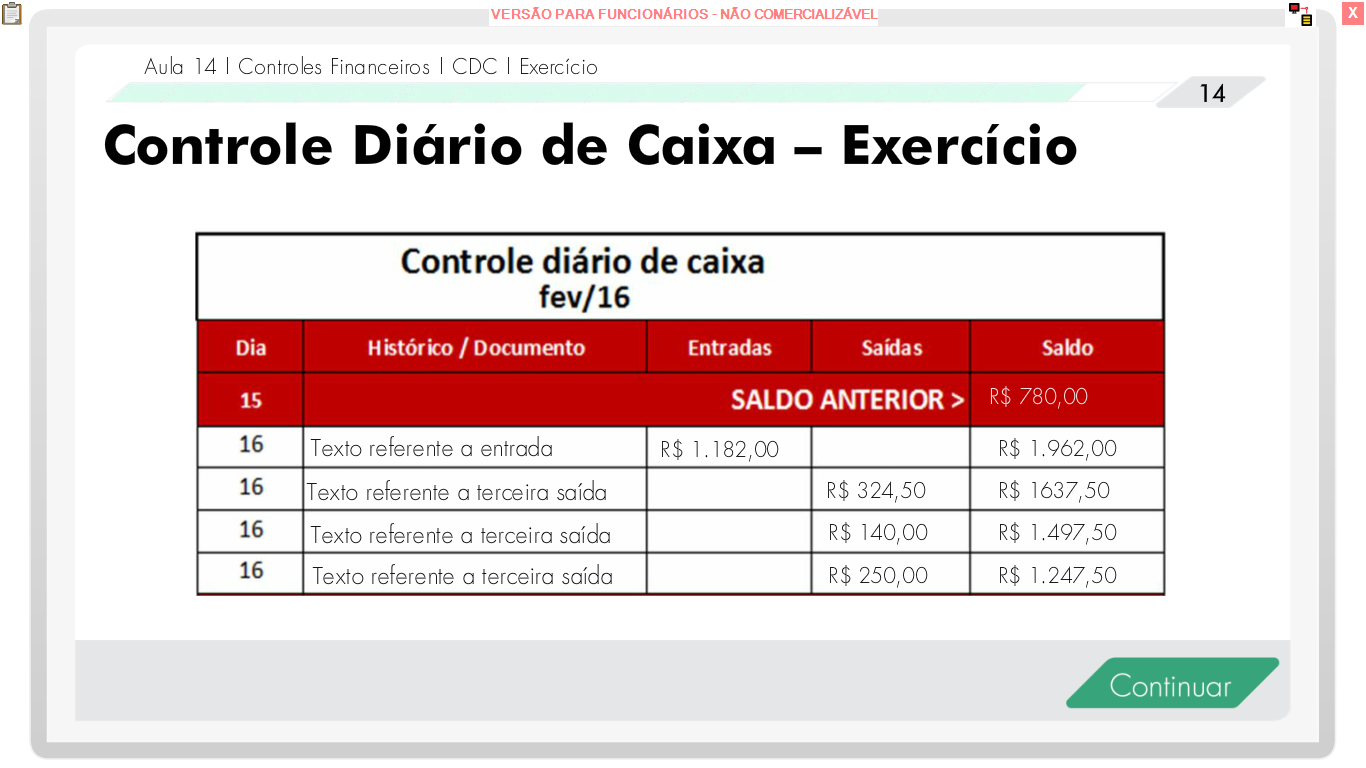 VERSÃO PARA FUNCIONÁRIOS - NÃO COMERCIALIZÁVEL
X
Aula 14 | Controles Financeiros | CDC | Exercício
14
Controle Diário de Caixa – Exercício
Controle diário de caixa
fev/16
Dia Histórico / Documento Entradas Saídas Saldo
15 SALDO ANTERIOR > R$ 780,00
16 Texto referente a entrada R$ 1.182,00 R$ 1.962,00
16 Texto referente a terceira saída R$ 324,50 R$ 1637,50
16 Texto referente a terceira saída R$ 140,00 R$ 1.497,50
16 Texto referente a terceira saída R$ 250,00 R$ 1.247,50
Continuar